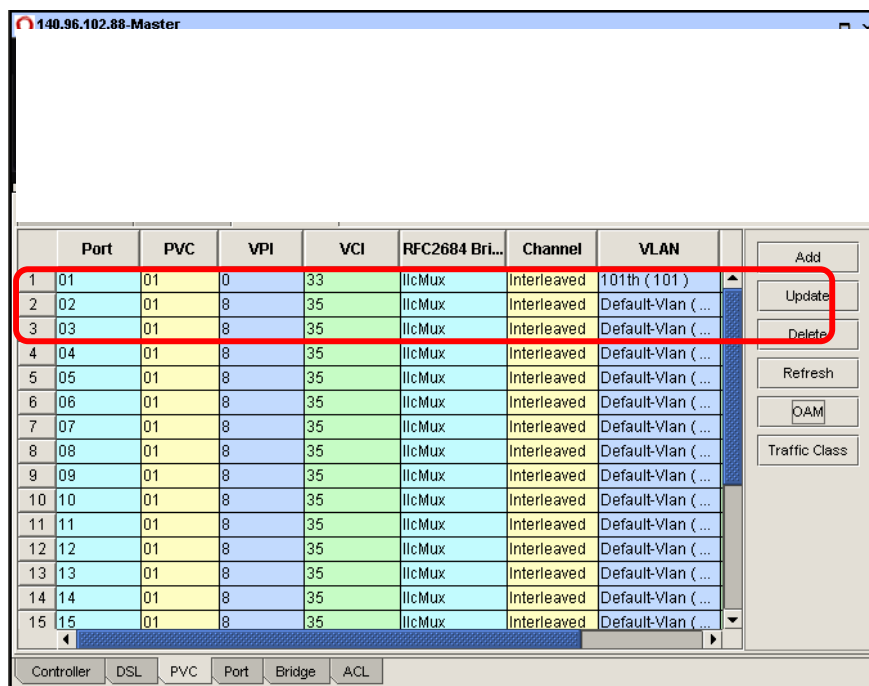 140.96.102.88-Master
Port PVC VPI VCI RFC2684 Bri... Channel VLAN
1 01 01 0 33 llcMux Interleaved 101th ( 101 )
2 02 01 8 35 llcMux Interleaved Default-Vlan ( ...
3 03 01 8 35 llcMux Interleaved Default-Vlan ( ...
4 04 01 8 35 llcMux Interleaved Default-Vlan ( ...
5 05 01 8 35 llcMux Interleaved Default-Vlan ( ...
6 06 01 8 35 llcMux Interleaved Default-Vlan ( ...
7 07 01 8 35 llcMux Interleaved Default-Vlan ( ...
8 08 01 8 35 llcMux Interleaved Default-Vlan ( ...
9 09 01 8 35 llcMux Interleaved Default-Vlan ( ...
10 10 01 8 35 llcMux Interleaved Default-Vlan ( ...
11 11 01 8 35 llcMux Interleaved Default-Vlan ( ...
12 12 01 8 35 llcMux Interleaved Default-Vlan ( ...
13 13 01 8 35 llcMux Interleaved Default-Vlan ( ...
14 14 01 8 35 llcMux Interleaved Default-Vlan ( ...
15 15 01 8 35 llcMux Interleaved Default-Vlan ( ...
Add
Update
Delete
Refresh
OAM
Traffic Class
Controller DSL PVC Port Bridge ACL